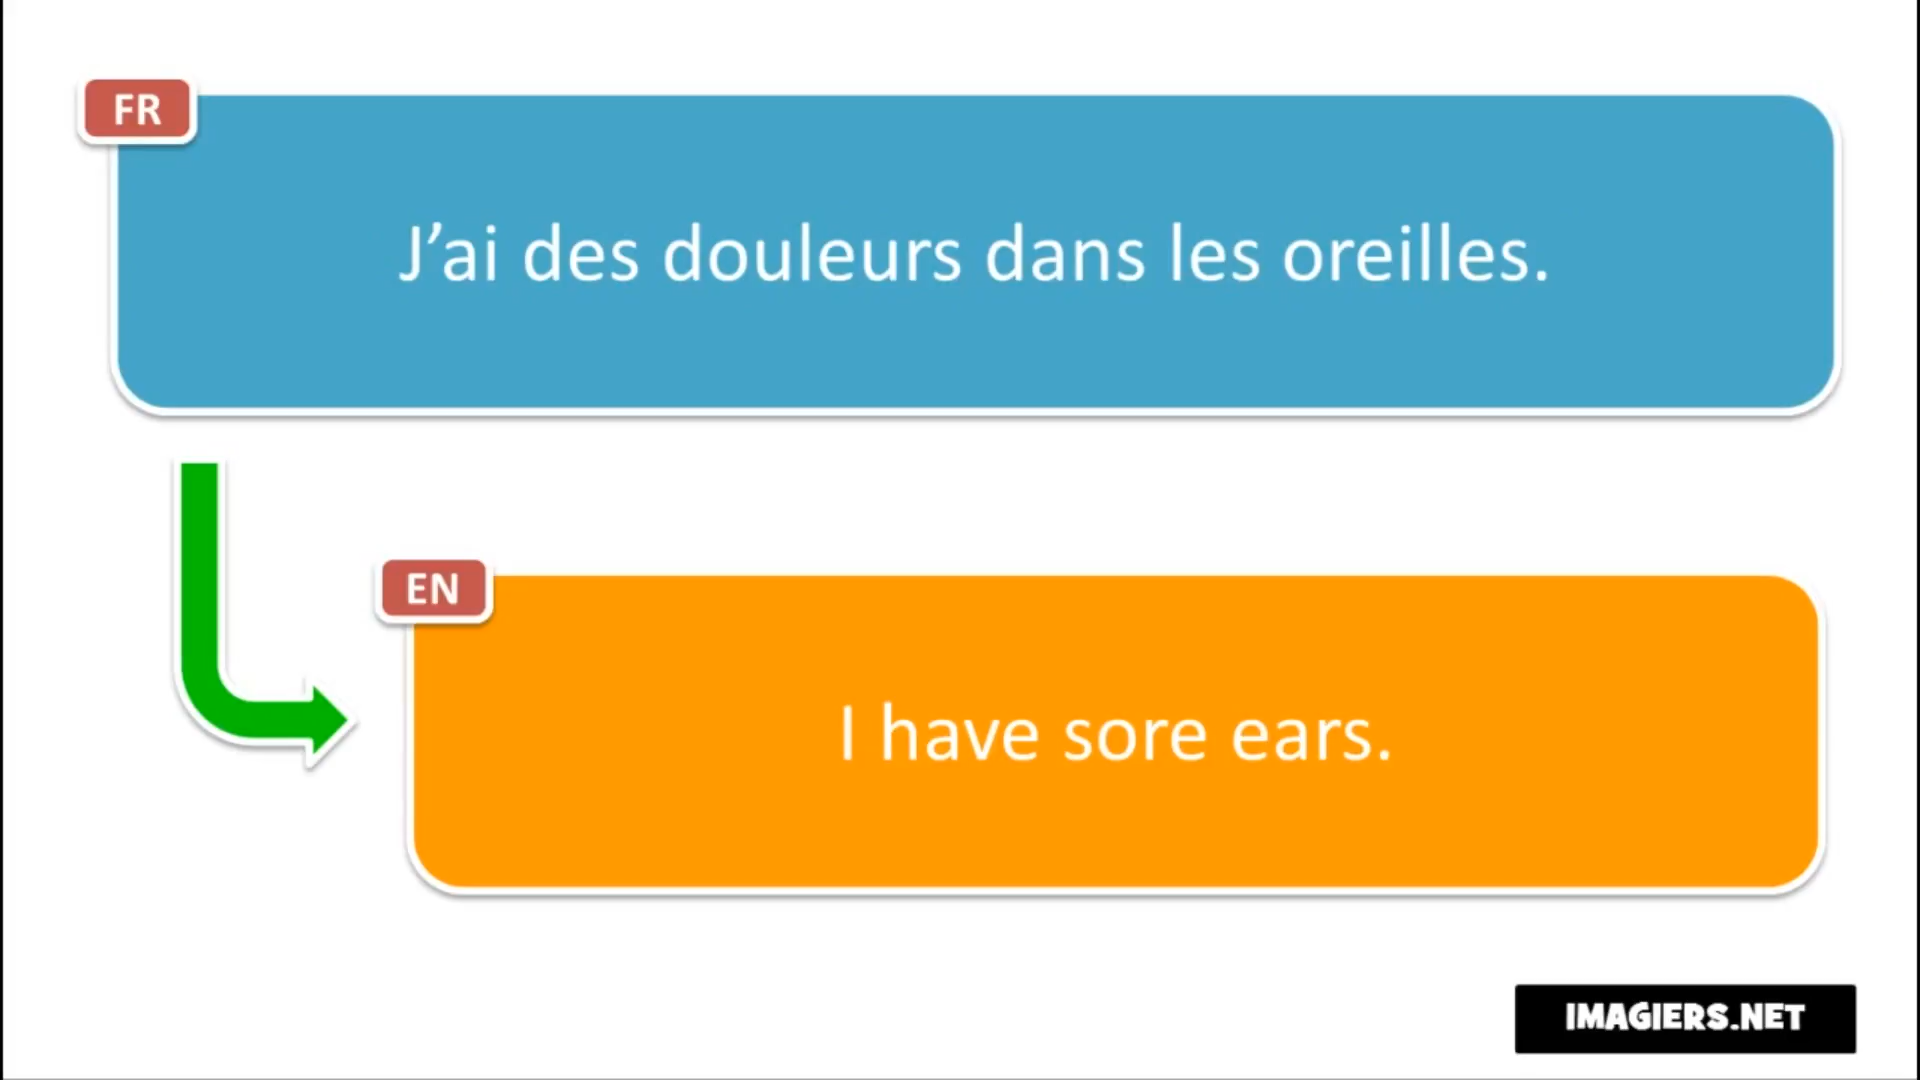 FR
J’ai des douleurs dans les oreilles.
EN
I have sore ears.
IMAGIERS.NET